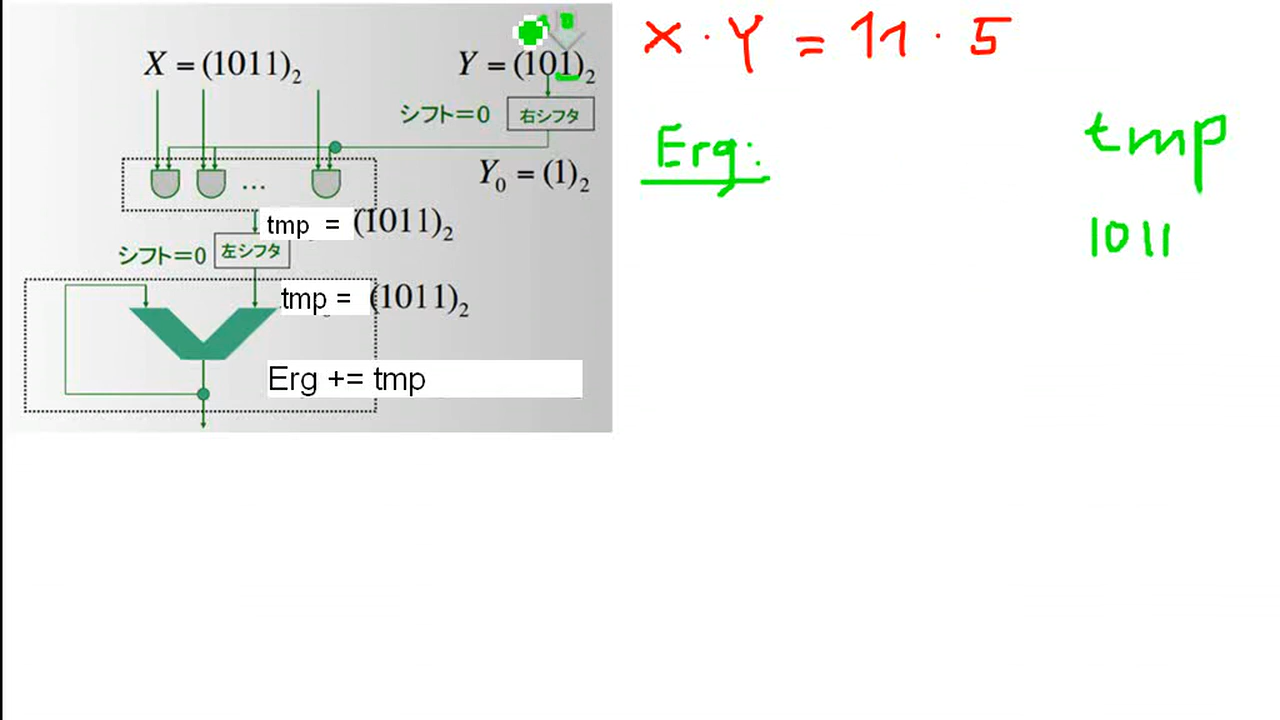 X = (1011)₂
Y = (101)₂
シフト=0 右シフタ
Y₀ = (1)₂
...
tmp = (1011)₂
シフト=0 左シフタ
tmp = (1011)₂
Erg += tmp
X · Y = 11 · 5
Erg:
tmp
1011